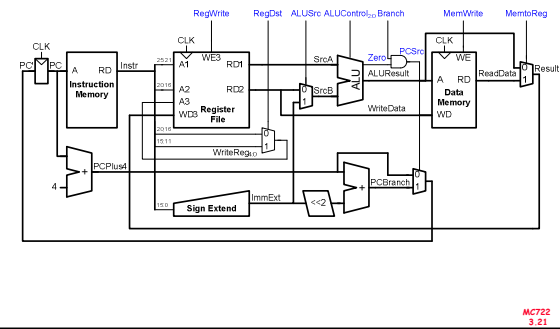 RegWrite RegDst ALUSrc ALUControl2:0 Branch MemWrite MemtoReg
PCSrc
CLK CLK CLK
PC' PC A RD Instr 25:21 A1 WE3 RD1 SrcA Zero WE
Instruction Memory
20:16 A2 RD2 0 1 SrcB ALU ALUResult A RD ReadData 0 1 Result
A3 Register File Data Memory
WD3 WriteData WD
20:16 0
15:11 1
WriteReg4:0
PCPlus4
+
4
15:0 Sign Extend ImmExt <<2 + PCBranch 0 1
MC722
3.21